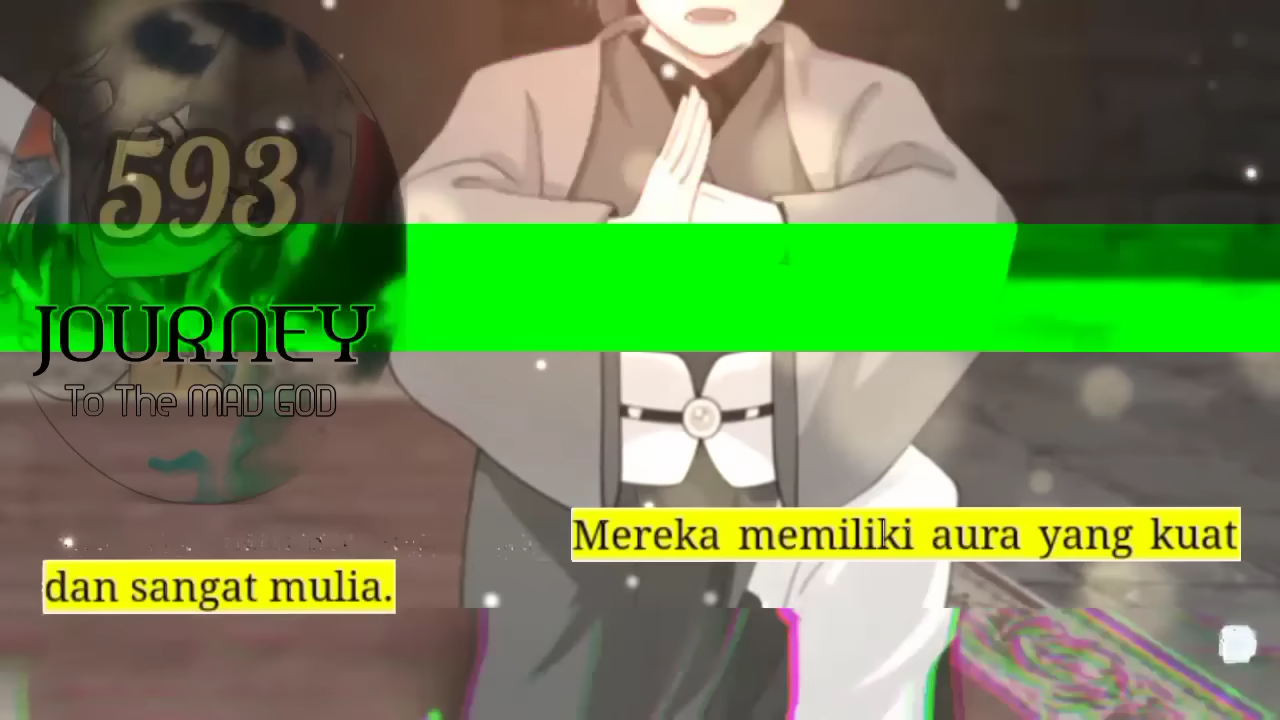 593
JOURNEY
To The MAD GOD
Mereka memiliki aura yang kuat
dan sangat mulia.